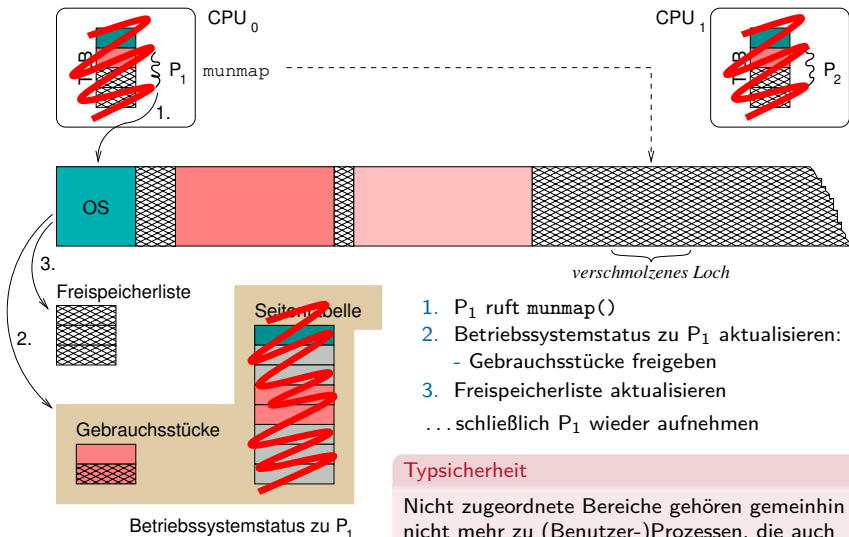 CPU 0
CPU 1
P1
munmap
P2
1.
OS
verschmolzenes Loch
3.
Freispeicherliste
2.
Gebrauchsstücke
Betriebssystemstatus zu P1
1. P1 ruft munmap()
2. Betriebssystemstatus zu P1 aktualisieren:
- Gebrauchsstücke freigeben
3. Freispeicherliste aktualisieren
...schließlich P1 wieder aufnehmen
Typsicherheit
Nicht zugeordnete Bereiche gehören gemeinhin
nicht mehr zu (Benutzer-)Prozessen, die auch